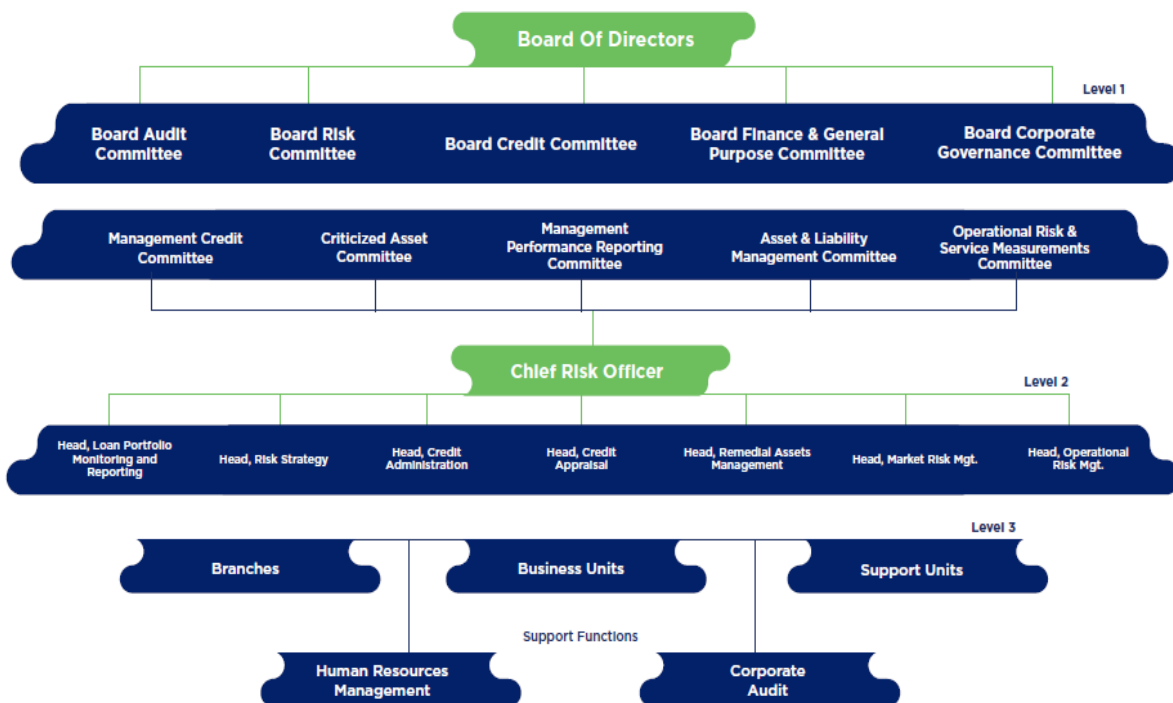 Board Of Directors
Level 1
Board Audit
Committee
Board Risk
Committee
Board Credit Committee
Board Finance & General
Purpose Committee
Board Corporate
Governance Committee
Management Credit
Committee
Criticized Asset
Committee
Management
Performance Reporting
Committee
Asset & Liability
Management Committee
Operational Risk &
Service Measurements
Committee
Chief Risk Officer
Level 2
Head, Loan Portfolio
Monitoring and
Reporting
Head, Risk Strategy
Head, Credit
Administration
Head, Credit
Appraisal
Head, Remedial Assets
Management
Head, Market Risk Mgt.
Head, Operational
Risk Mgt.
Level 3
Branches
Business Units
Support Units
Support Functions
Human Resources
Management
Corporate
Audit